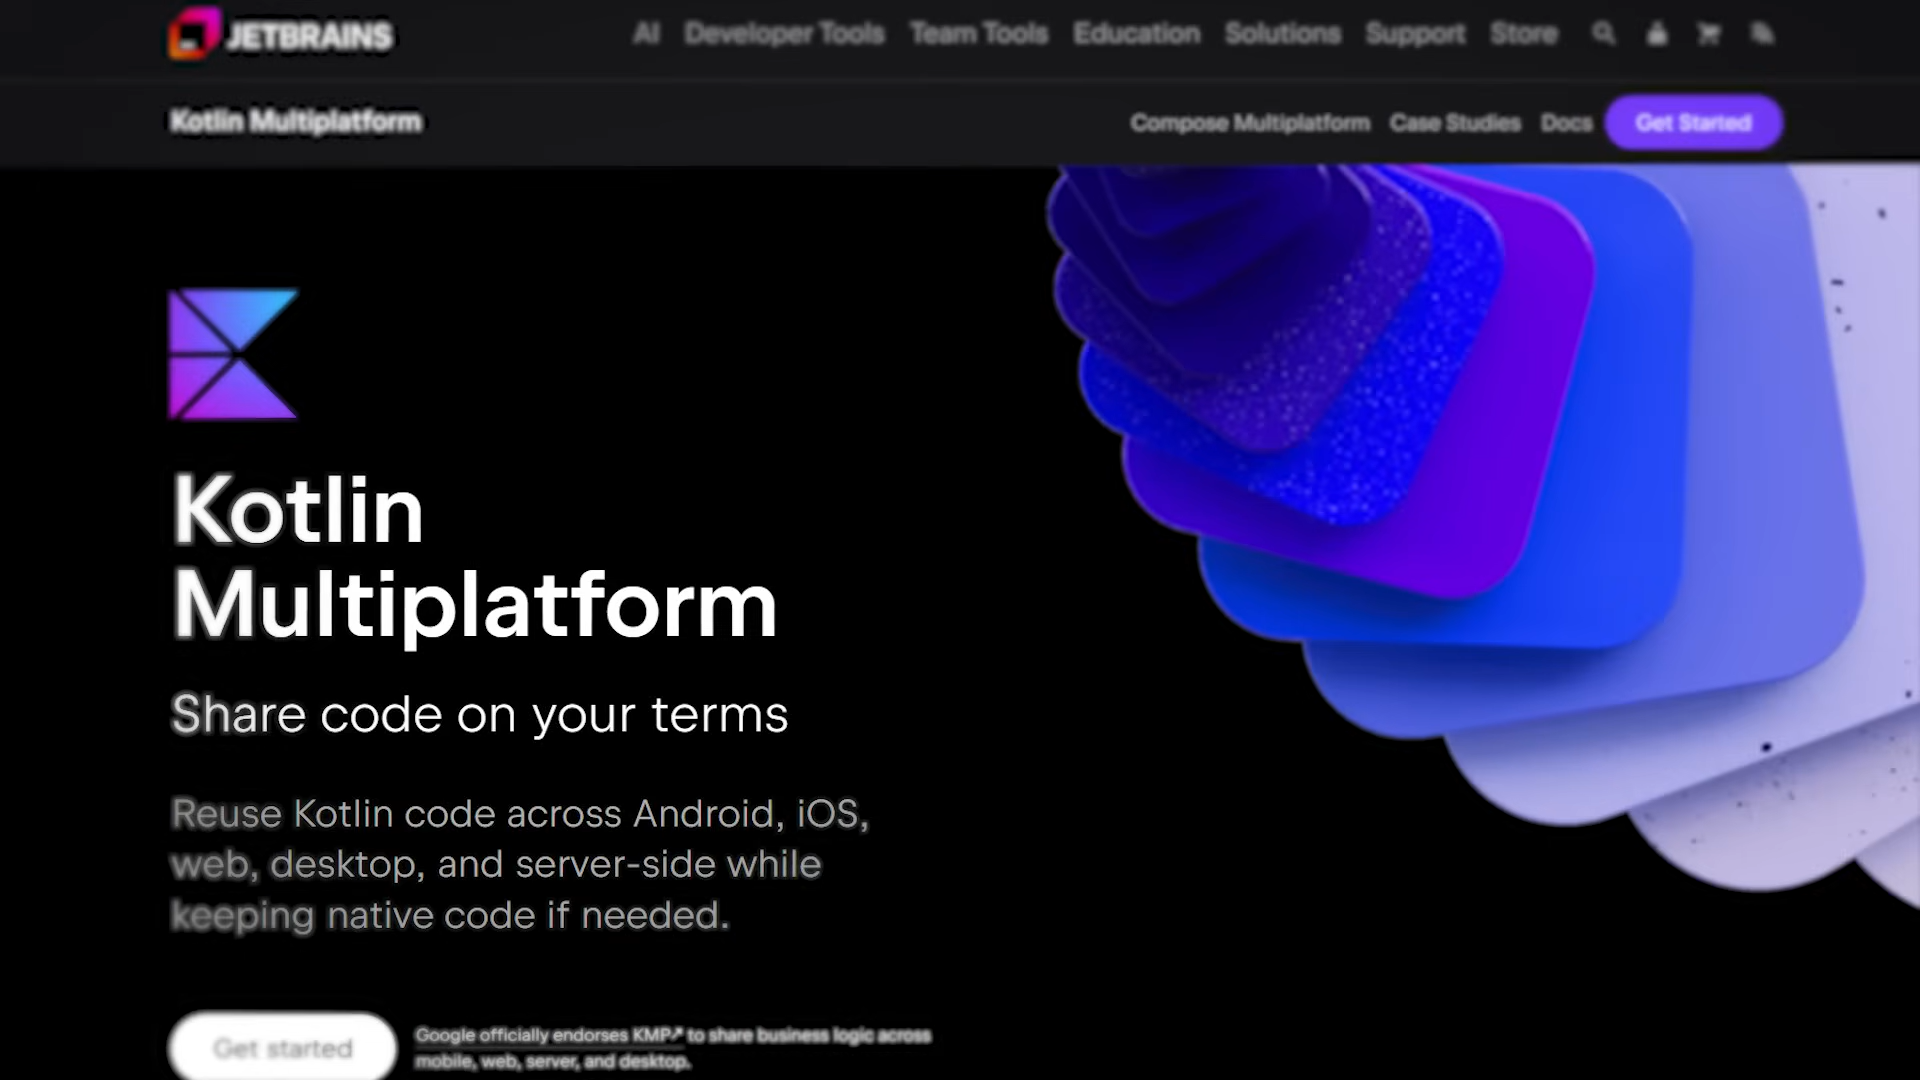 JETBRAINS
AI Developer Tools Team Tools Education Solutions Support Store
Kotlin Multiplatform
Compose Multiplatform Case Studies Docs Get Started
Kotlin
Multiplatform
Share code on your terms
Reuse Kotlin code across Android, iOS,
web, desktop, and server-side while
keeping native code if needed.
Get started
Google officially endorses KMP↗ to share business logic across
mobile, web, server, and desktop.